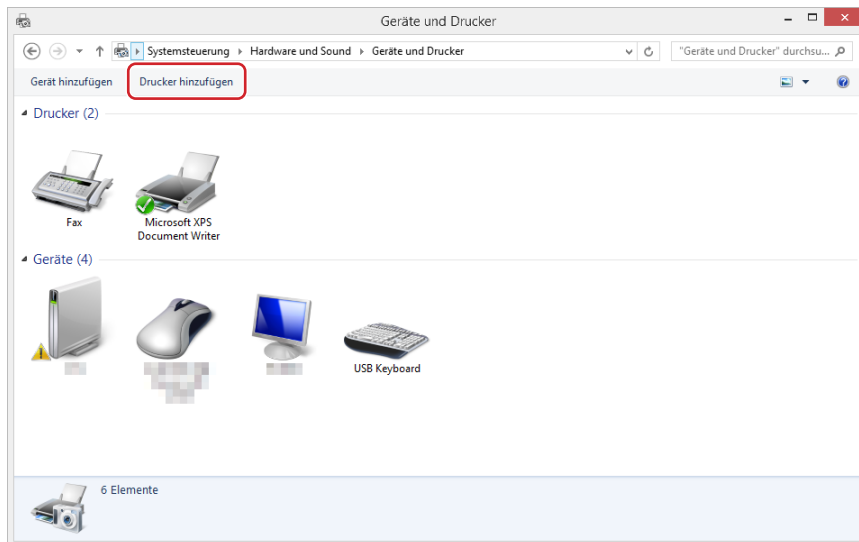 Geräte und Drucker
Systemsteuerung
Hardware und Sound
Geräte und Drucker
"Geräte und Drucker" durchsu...
Gerät hinzufügen
Drucker hinzufügen
Drucker (2)
Fax
Microsoft XPS
Document Writer
Geräte (4)
USB Keyboard
6 Elemente